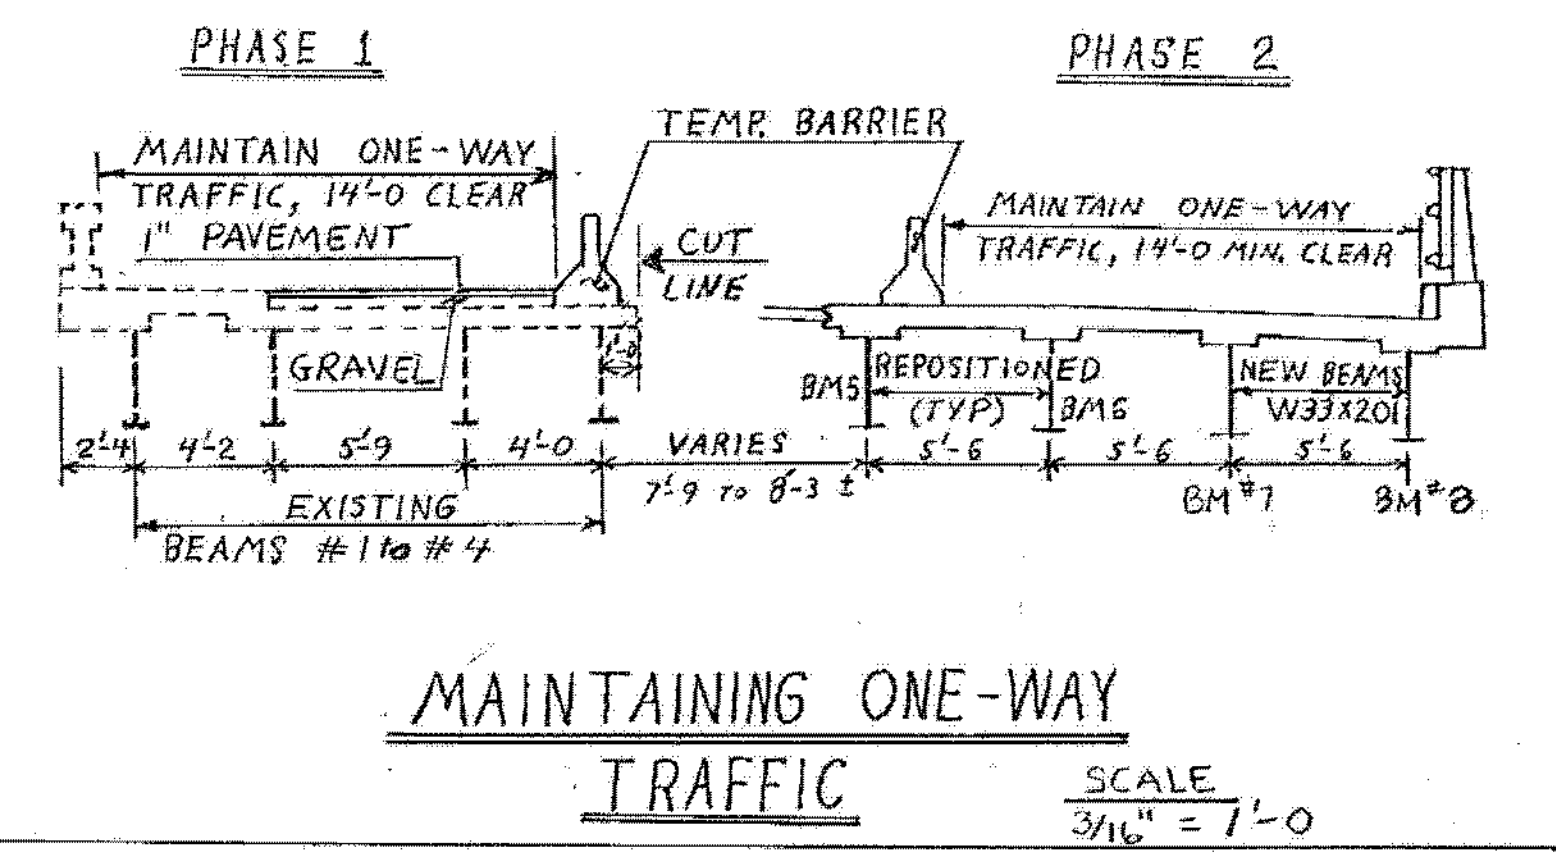 PHASE 1
PHASE 2
TEMP. BARRIER
MAINTAIN ONE-WAY
TRAFFIC, 14'-0 CLEAR
1" PAVEMENT
CUT
LINE
MAINTAIN ONE-WAY
TRAFFIC, 14'-0 MIN. CLEAR
GRAVEL
1'-0
BM5
REPOSITIONED
(TYP)
BM6
NEW BEAMS
W33X201
2'-4
4'-2
5'-9
4'-0
VARIES
7'-9 TO 8'-3 ±
5'-6
5'-6
5'-6
BM #7
BM #8
EXISTING
BEAMS #1 to #4
MAINTAINING ONE-WAY
TRAFFIC
SCALE
3/16" = 1'-0